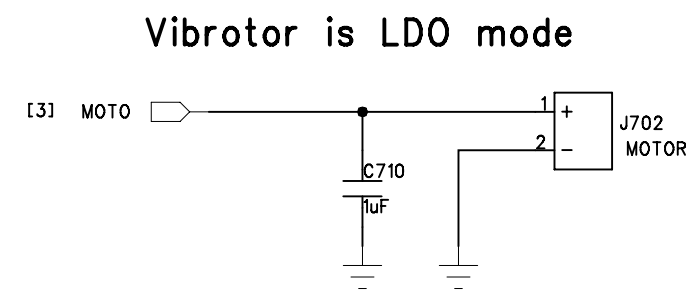 Vibrotor is LDO mode
[3] MOTO
1
+
J702
2
-
MOTOR
C710
1uF